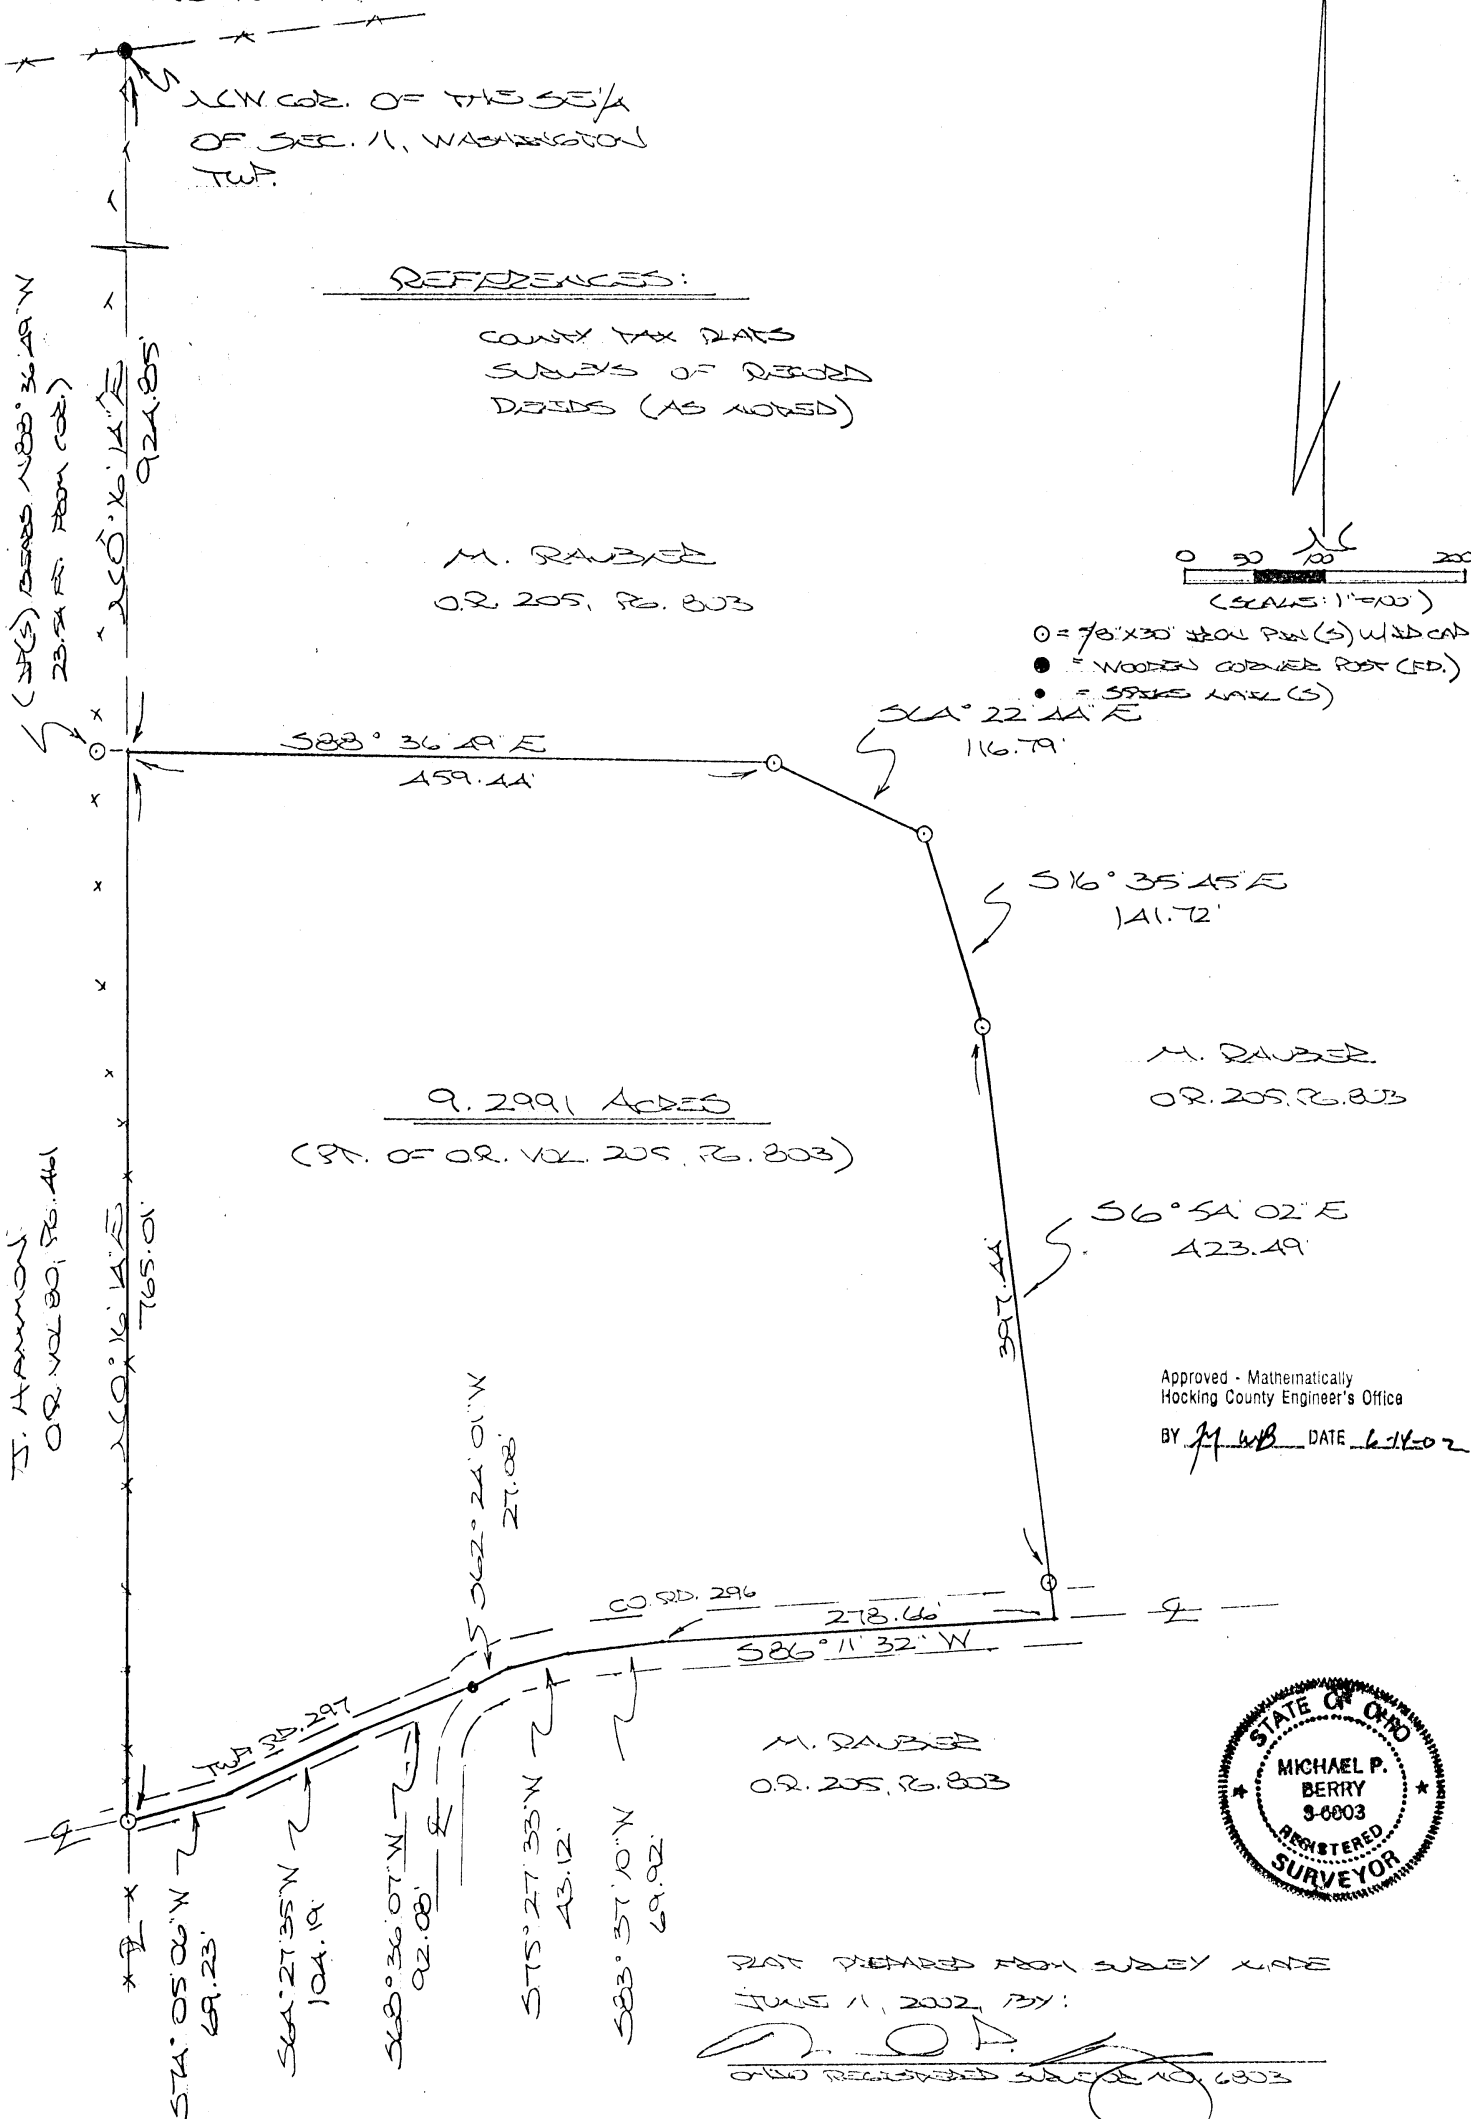 N.W. COR. OF THE SE1/4
OF SEC. 11, WASHINGTON
TWP.
REFERENCES:
COUNTY TAX PLATS
SURVEYS OF RECORD
DEEDS (AS NOTED)
(IP(S) BEARS N88° 36' 49" W
23.54 FT. FROM COR.)
N0° 16' 14" E
924.85'
M. RAUBER
O.R. 205, PG. 803
N
0 50 100 200
(SCALE: 1"=100')
⊙ = 5/8"X30" IRON PIN(S) W/ID CAP
● = WOODEN CORNER POST (FD.)
• = SPIKE NAIL (S)
S64° 22' 44" E
116.79'
S88° 36' 49" E
459.44'
S16° 35' 45" E
141.72'
M. RAUBER
O.R. 205, PG. 803
9.2991 ACRES
(PT. OF O.R. VOL. 205, PG. 803)
S6° 54' 02" E
423.49'
397.44'
J. HAMMOND
O.R. VOL 80, PG. 461
N0° 16' 14" E
765.01'
Approved - Mathematically
Hocking County Engineer's Office
BY DATE 6-14-02
S62° 24' 01" W
27.08'
CO. RD. 296
278.66'
S86° 11' 32" W
TWP. RD. 297
M. RAUBER
O.R. 205, PG. 803
STATE OF OHIO
MICHAEL P.
BERRY
S-6803
REGISTERED
SURVEYOR
S74° 05' 06" W
69.23'
S64° 27' 35" W
104.19'
S68° 36' 07" W
92.08'
S75° 27' 33" W
43.12'
S83° 37' 10" W
69.92'
PLAT PREPARED FROM SURVEY MADE
JUNE 11, 2002, BY:
OHIO REGISTERED SURVEYOR NO. 6803